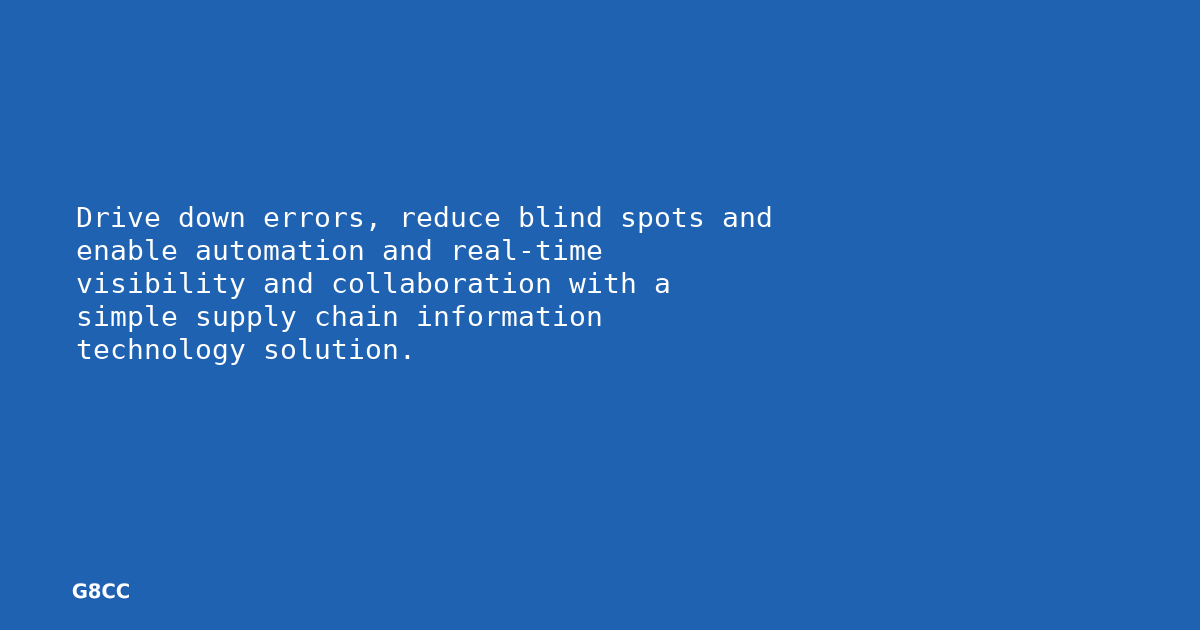 Drive down errors, reduce blind spots and
enable automation and real-time
visibility and collaboration with a
simple supply chain information
technology solution.
G8CC